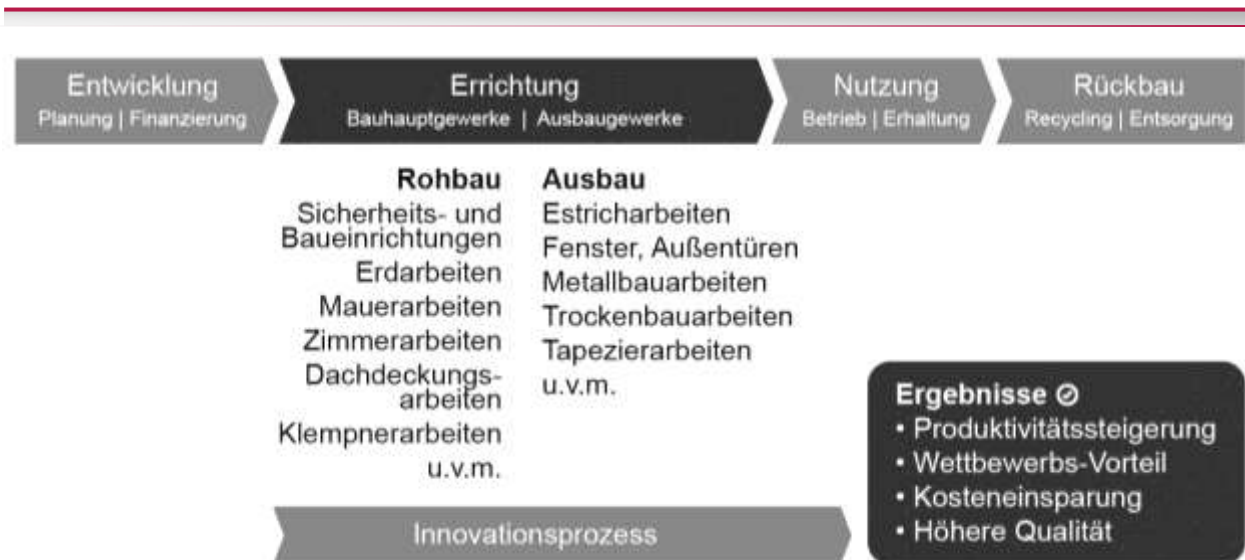 Entwicklung
Planung | Finanzierung
Errichtung
Bauhauptgewerke | Ausbaugewerke
Nutzung
Betrieb | Erhaltung
Rückbau
Recycling | Entsorgung
Rohbau
Sicherheits- und
Baueinrichtungen
Erdarbeiten
Mauerarbeiten
Zimmerarbeiten
Dachdeckungs-
arbeiten
Klempnerarbeiten
u.v.m.
Ausbau
Estricharbeiten
Fenster, Außentüren
Metallbauarbeiten
Trockenbauarbeiten
Tapezierarbeiten
u.v.m.
Innovationsprozess
Ergebnisse
• Produktivitätssteigerung
• Wettbewerbs-Vorteil
• Kosteneinsparung
• Höhere Qualität